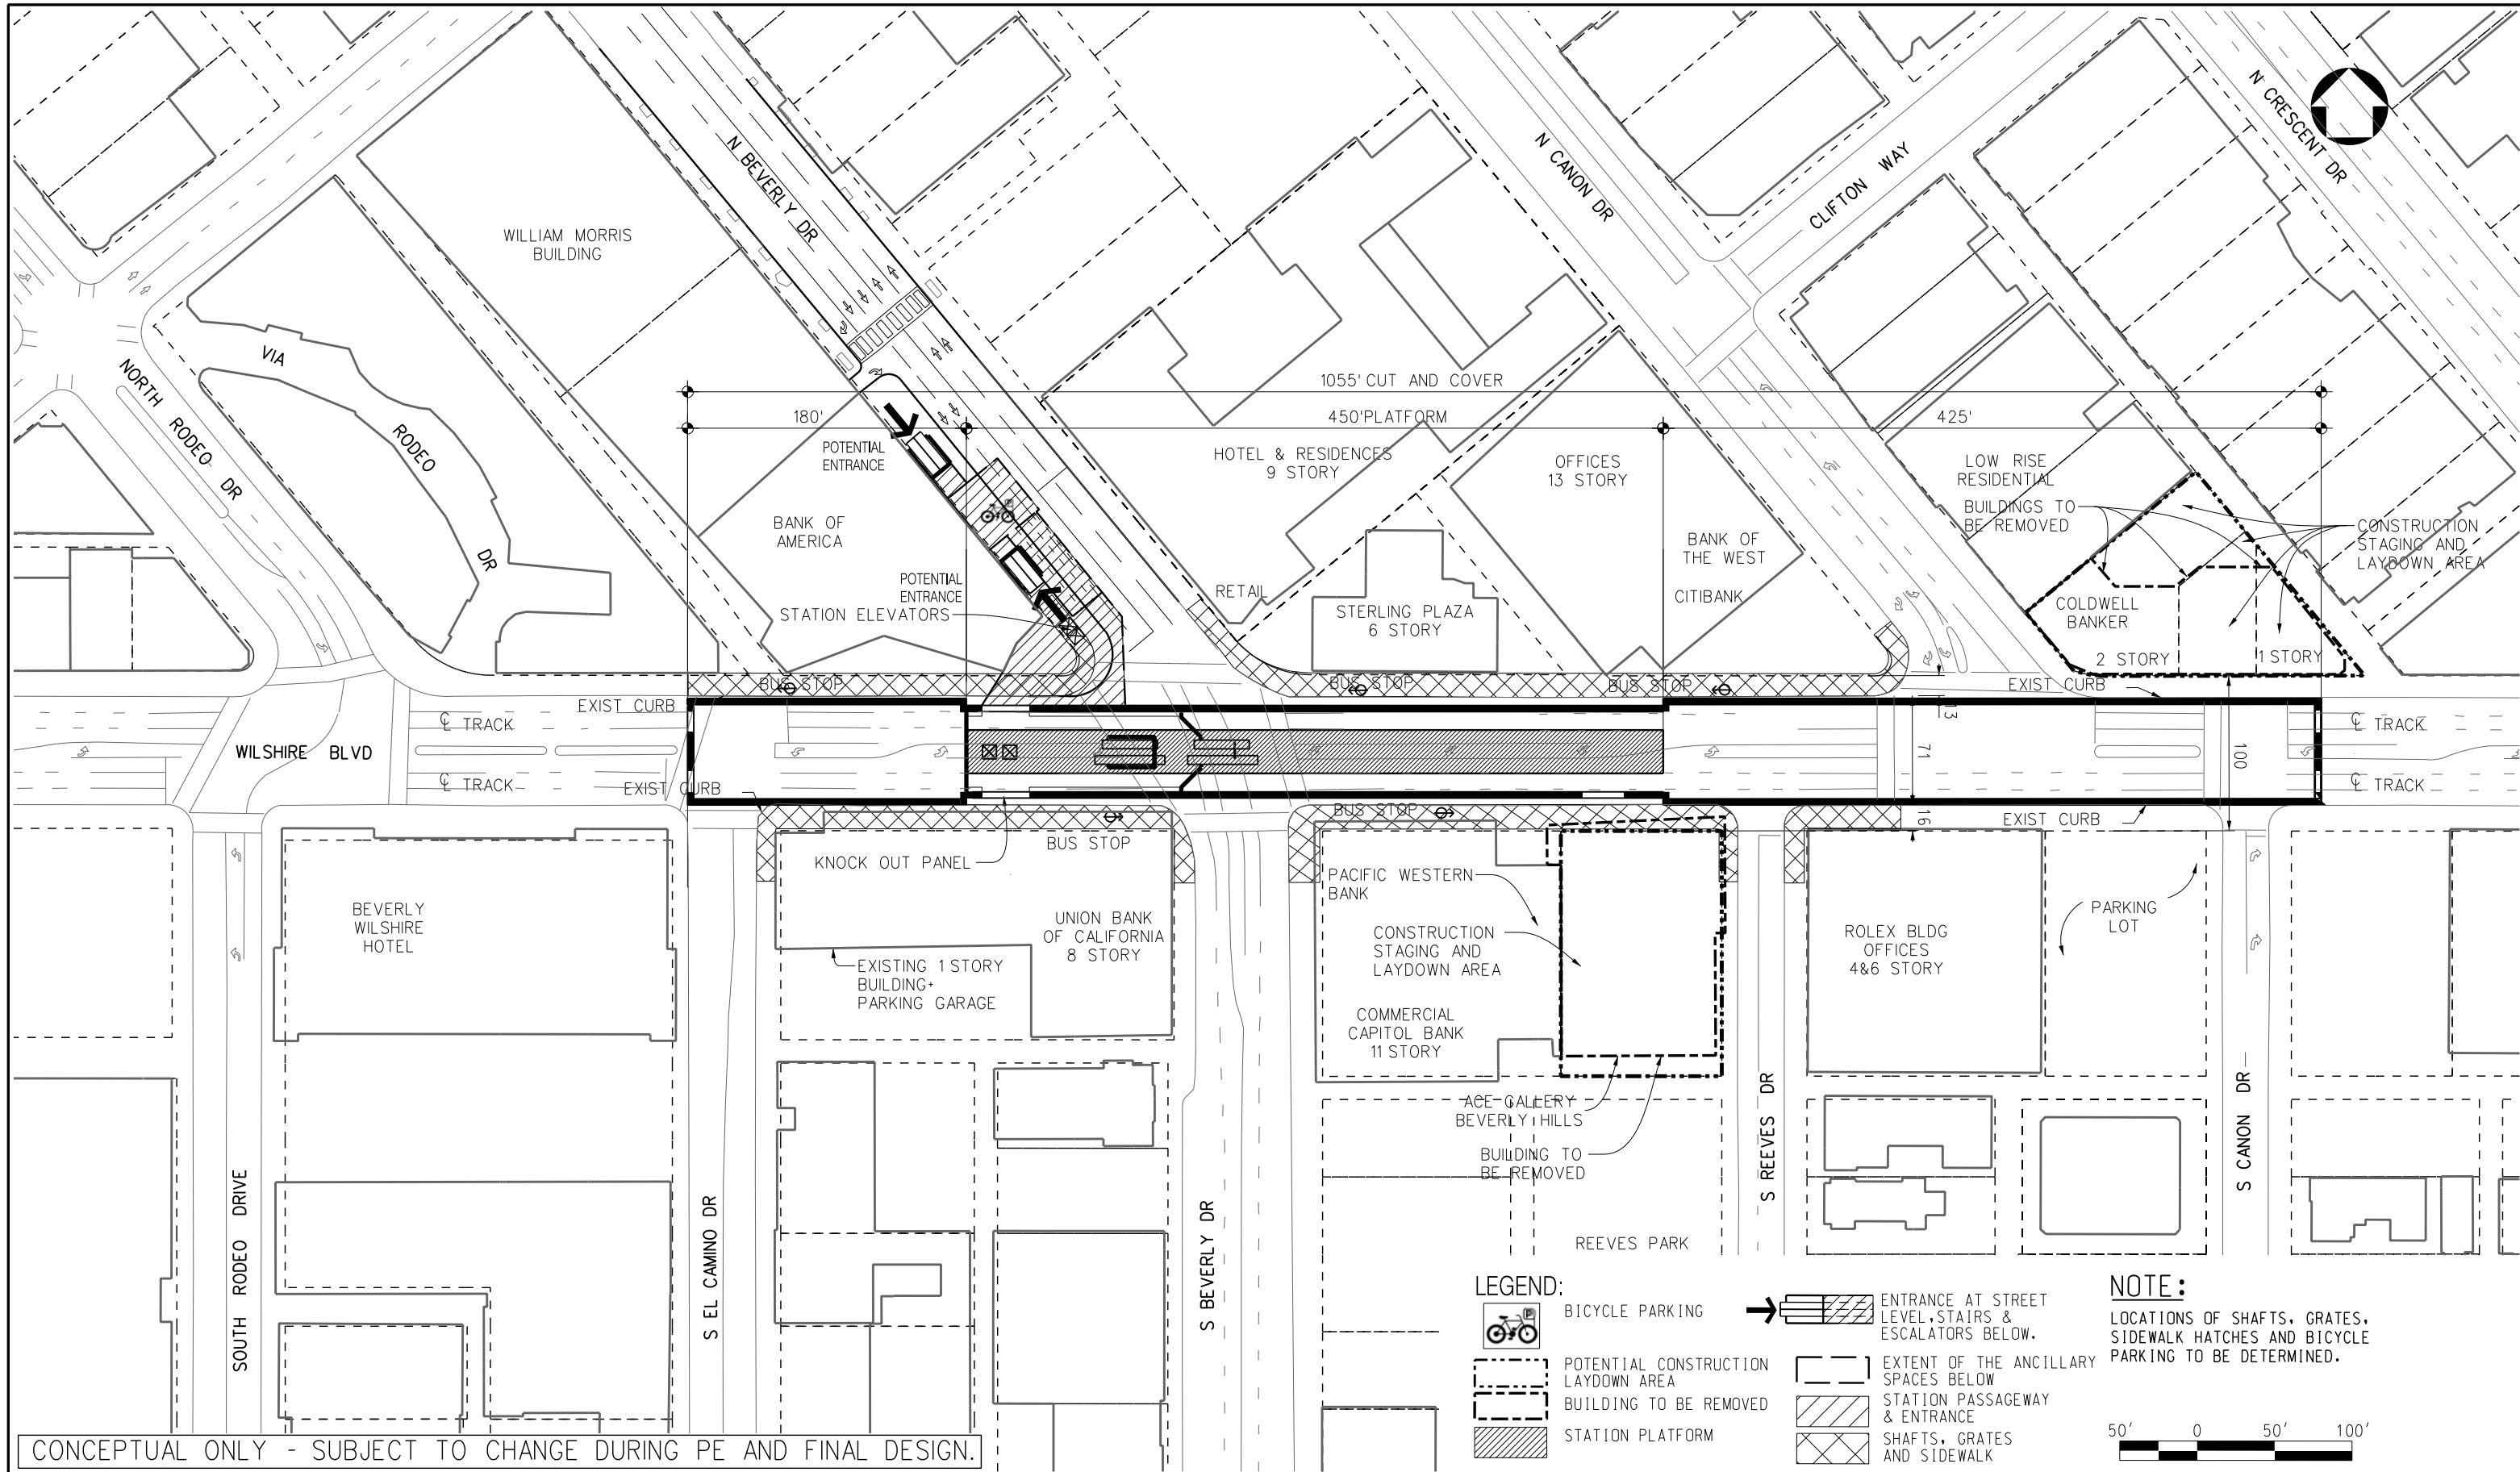 N CRESCENT DR
N BEVERLY DR
N CANON DR
CLIFTON WAY
WILLIAM MORRIS
BUILDING
VIA
RODEO
DR
NORTH RODEO DR
1055' CUT AND COVER
180'
450' PLATFORM
425'
POTENTIAL
ENTRANCE
HOTEL & RESIDENCES
9 STORY
OFFICES
13 STORY
LOW RISE
RESIDENTIAL
BUILDINGS TO
BE REMOVED
CONSTRUCTION
STAGING AND
LAYDOWN AREA
BANK OF
AMERICA
BANK OF
THE WEST
CITIBANK
POTENTIAL
ENTRANCE
STATION ELEVATORS
RETAIL
STERLING PLAZA
6 STORY
COLDWELL
BANKER
2 STORY
1 STORY
BUS STOP
BUS STOP
BUS STOP
EXIST CURB
EXIST CURB
13
℄ TRACK
℄ TRACK
WILSHIRE BLVD
71
100
℄ TRACK
℄ TRACK
EXIST CURB
BUS STOP
16
EXIST CURB
BUS STOP
KNOCK OUT PANEL
PACIFIC WESTERN
BANK
BEVERLY
WILSHIRE
HOTEL
UNION BANK
OF CALIFORNIA
8 STORY
CONSTRUCTION
STAGING AND
LAYDOWN AREA
ROLEX BLDG
OFFICES
4&6 STORY
PARKING
LOT
EXISTING 1 STORY
BUILDING+
PARKING GARAGE
COMMERCIAL
CAPITOL BANK
11 STORY
ACE GALLERY
BEVERLY HILLS
BUILDING TO
BE REMOVED
REEVES PARK
SOUTH RODEO DRIVE
S EL CAMINO DR
S BEVERLY DR
S REEVES DR
S CANON DR
LEGEND:
BICYCLE PARKING
POTENTIAL CONSTRUCTION
LAYDOWN AREA
BUILDING TO BE REMOVED
STATION PLATFORM
ENTRANCE AT STREET
LEVEL, STAIRS &
ESCALATORS BELOW.
EXTENT OF THE ANCILLARY
SPACES BELOW
STATION PASSAGEWAY
& ENTRANCE
SHAFTS, GRATES
AND SIDEWALK
NOTE:
LOCATIONS OF SHAFTS, GRATES,
SIDEWALK HATCHES AND BICYCLE
PARKING TO BE DETERMINED.
50' 0 50' 100'
CONCEPTUAL ONLY - SUBJECT TO CHANGE DURING PE AND FINAL DESIGN.